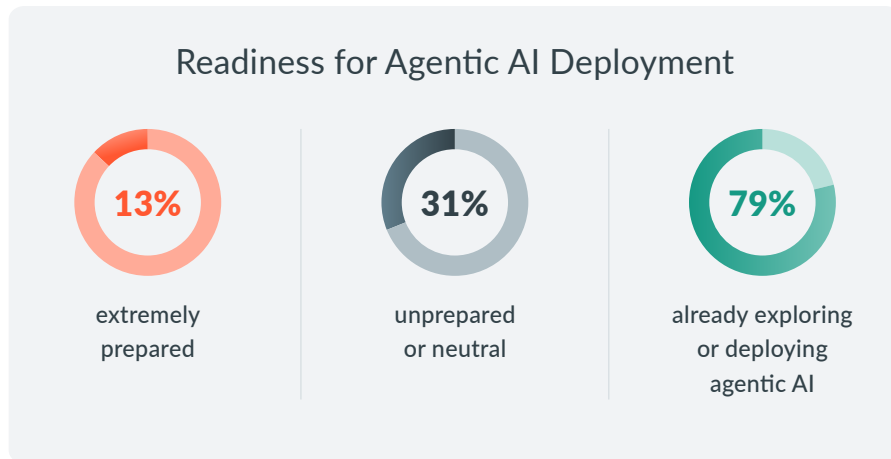 Readiness for Agentic AI Deployment
13%
extremely
prepared
31%
unprepared
or neutral
79%
already exploring
or deploying
agentic AI